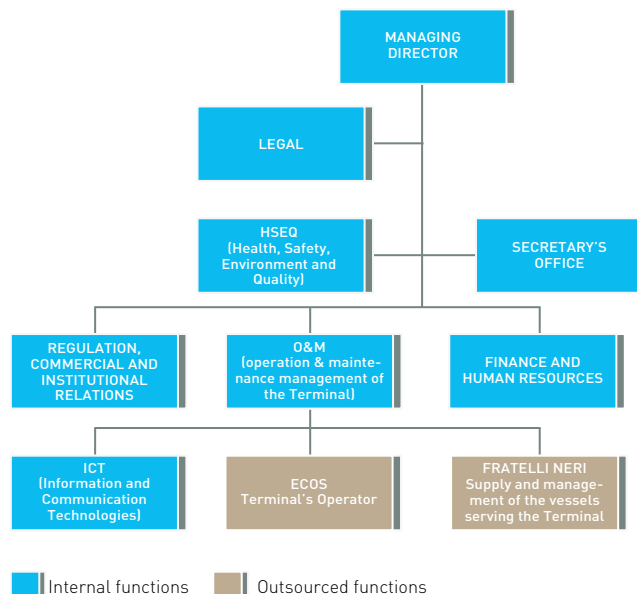 MANAGING
DIRECTOR
LEGAL
HSEQ
(Health, Safety,
Environment and
Quality)
SECRETARY'S
OFFICE
REGULATION,
COMMERCIAL AND
INSTITUTIONAL
RELATIONS
O&M
(operation & mainte-
nance management of
the Terminal)
FINANCE AND
HUMAN RESOURCES
ICT
(Information and
Communication
Technologies)
ECOS
Terminal's Operator
FRATELLI NERI
Supply and manage-
ment of the vessels
serving the Terminal
Internal functions
Outsourced functions